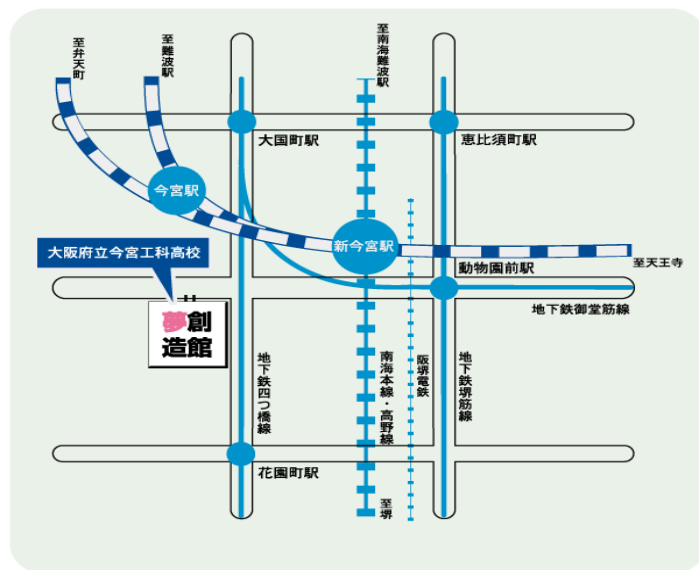 至弁天町
至難波駅
至南海難波駅
大国町駅
恵比須町駅
今宮駅
大阪府立今宮工科高校
新今宮駅
至天王寺
動物園前駅
地下鉄御堂筋線
夢創
造館
地下鉄四つ橋線
南海本線・高野線
阪堺電鉄
地下鉄堺筋線
花園町駅
至堺